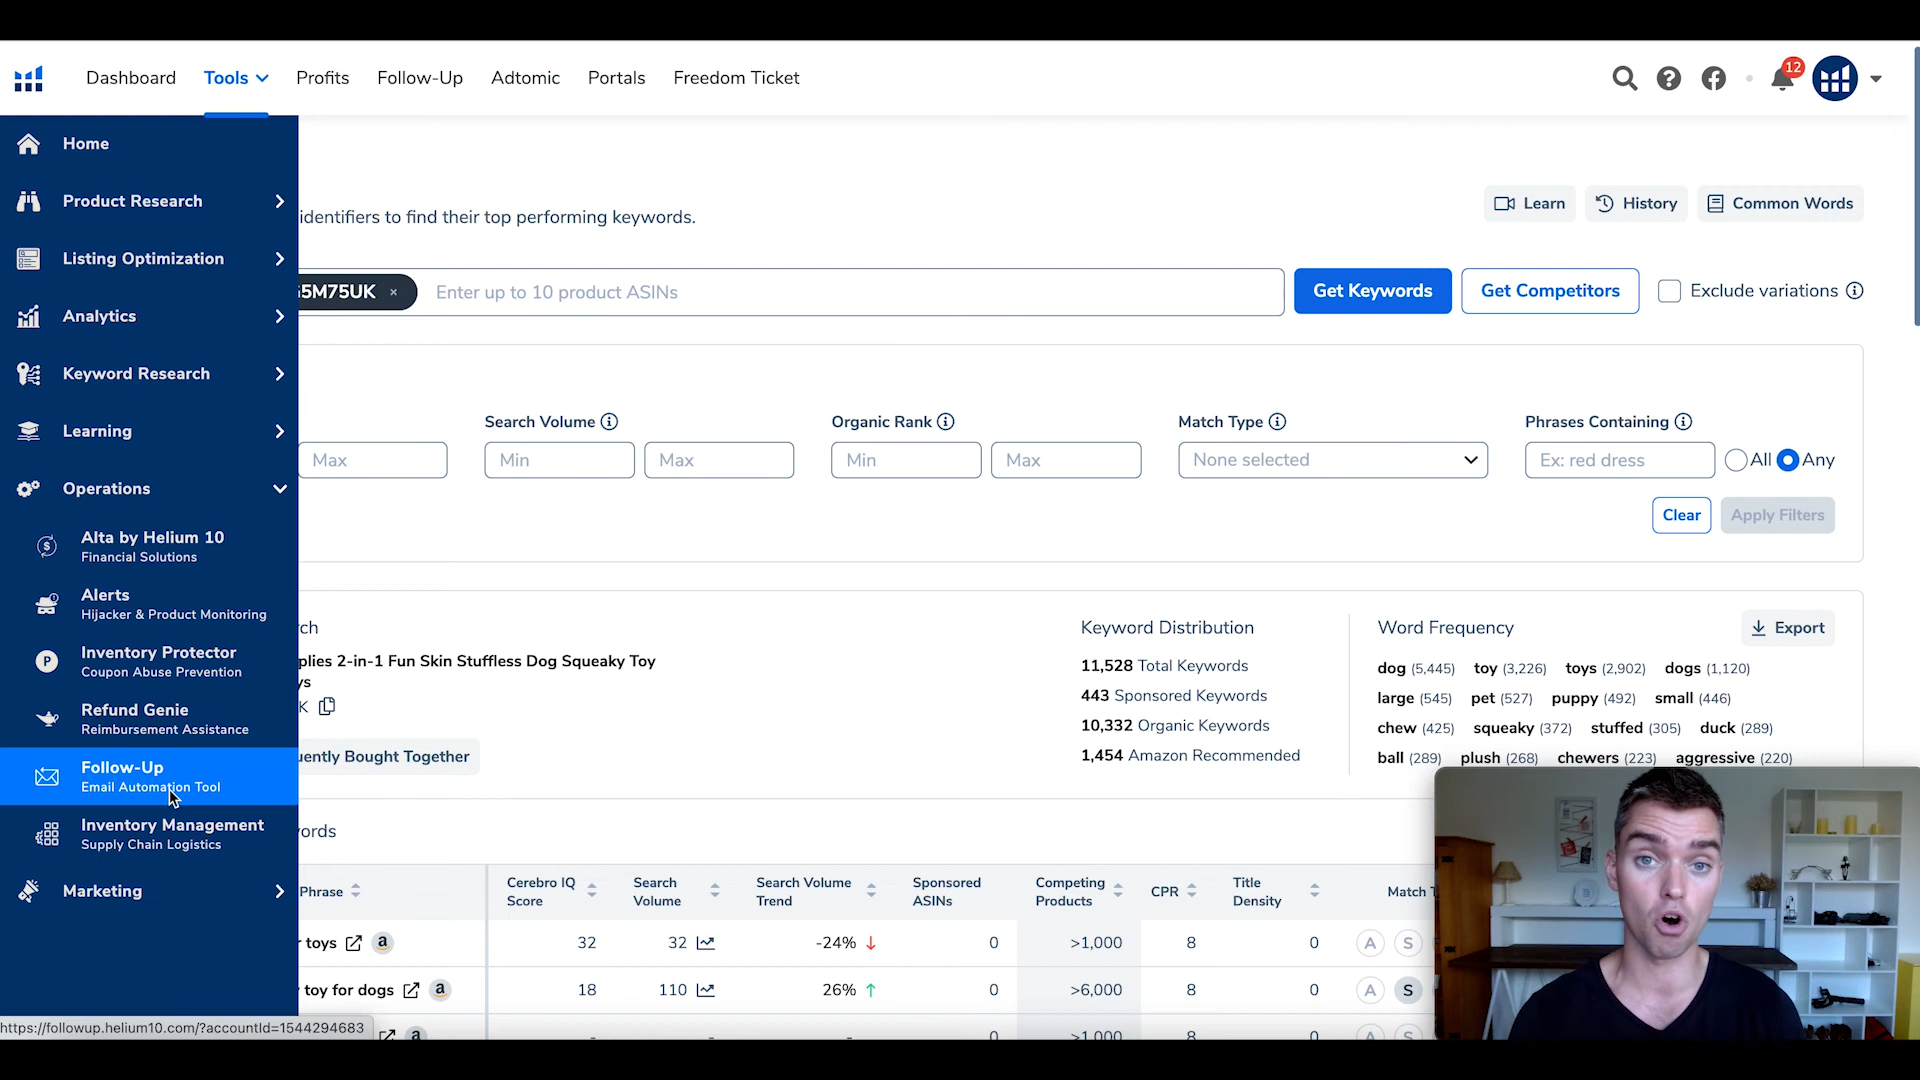 Dashboard Tools Profits Follow-Up Adtomic Portals Freedom Ticket 12
Home
Product Research
Listing Optimization
Analytics
Keyword Research
Learning
Operations
Alta by Helium 10
Financial Solutions
Alerts
Hijacker & Product Monitoring
Inventory Protector
Coupon Abuse Prevention
Refund Genie
Reimbursement Assistance
Follow-Up
Email Automation Tool
Inventory Management
Supply Chain Logistics
Marketing
https://followup.helium10.com/?accountId=1544294683
identifiers to find their top performing keywords.
Learn History Common Words
5M75UK × Enter up to 10 product ASINs Get Keywords Get Competitors Exclude variations
Search Volume Organic Rank Match Type Phrases Containing
Max Min Max Min Max None selected Ex: red dress All Any
Clear Apply Filters
rch
plies 2-in-1 Fun Skin Stuffless Dog Squeaky Toy
ys
K
uently Bought Together
Keyword Distribution
11,528 Total Keywords
443 Sponsored Keywords
10,332 Organic Keywords
1,454 Amazon Recommended
Word Frequency Export
dog (5,445) toy (3,226) toys (2,902) dogs (1,120)
large (545) pet (527) puppy (492) small (446)
chew (425) squeaky (372) stuffed (305) duck (289)
ball (289) plush (268) chewers (223) aggressive (220)
ords
Phrase Cerebro IQ Score Search Volume Search Volume Trend Sponsored ASINs Competing Products CPR Title Density Match T
r toys a 32 32 -24% 0 >1,000 8 0 A S
y toy for dogs a 18 110 26% 0 >6,000 8 0 A S
a - - - 0 >1,000 8 0 A S